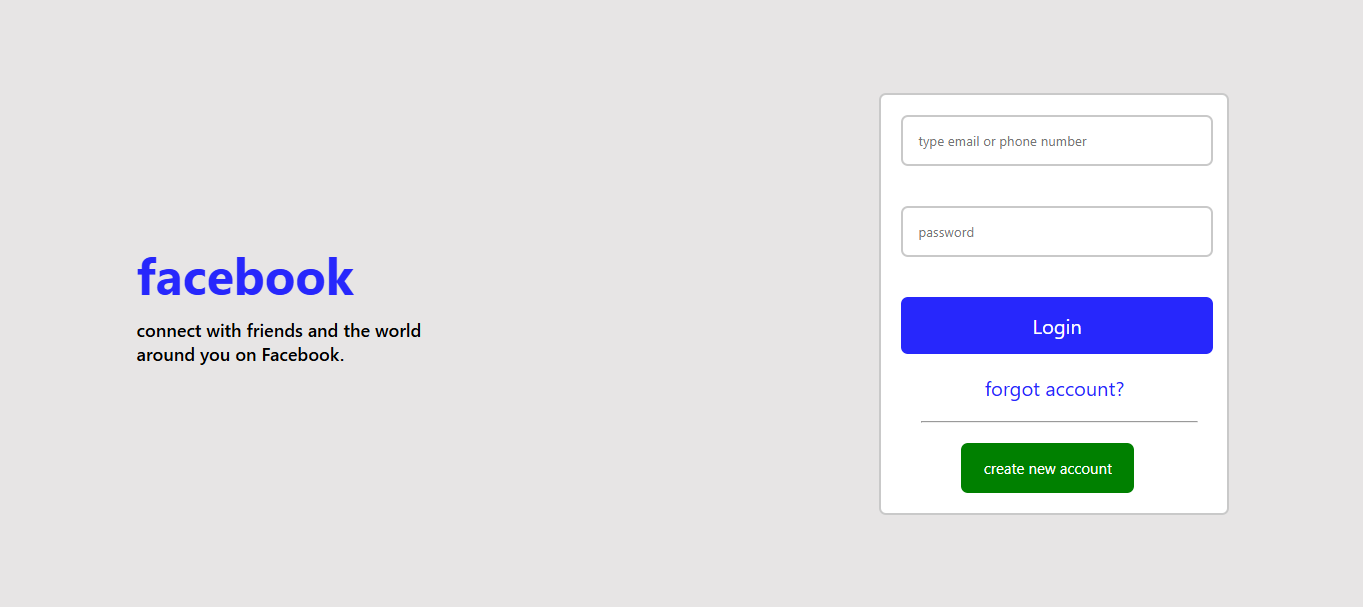 facebook
connect with friends and the world
around you on Facebook.
type email or phone number
password
Login
forgot account?
create new account